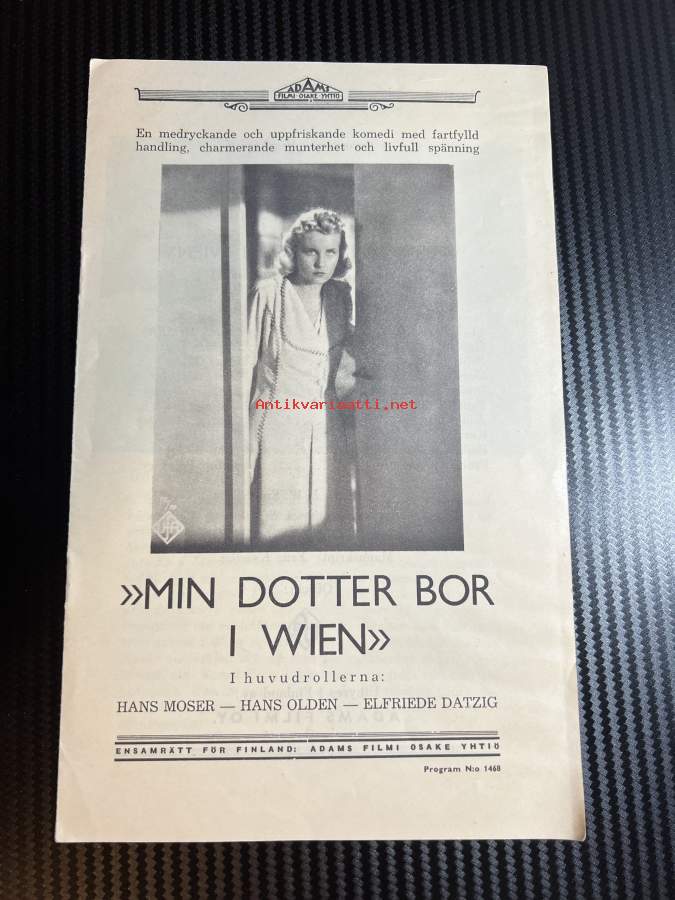 ADAMS
FILMI·OSAKE·YHTIÖ
En medryckande och uppfriskande komedi med fartfylld
handling, charmerande munterhet och livfull spänning
Antikvariaatti.net
UFA
»MIN DOTTER BOR
I WIEN»
I huvudrollerna:
HANS MOSER — HANS OLDEN — ELFRIEDE DATZIG
ENSAMRÄTT FÖR FINLAND: ADAMS FILMI OSAKE YHTIÖ
Program N:o 1468